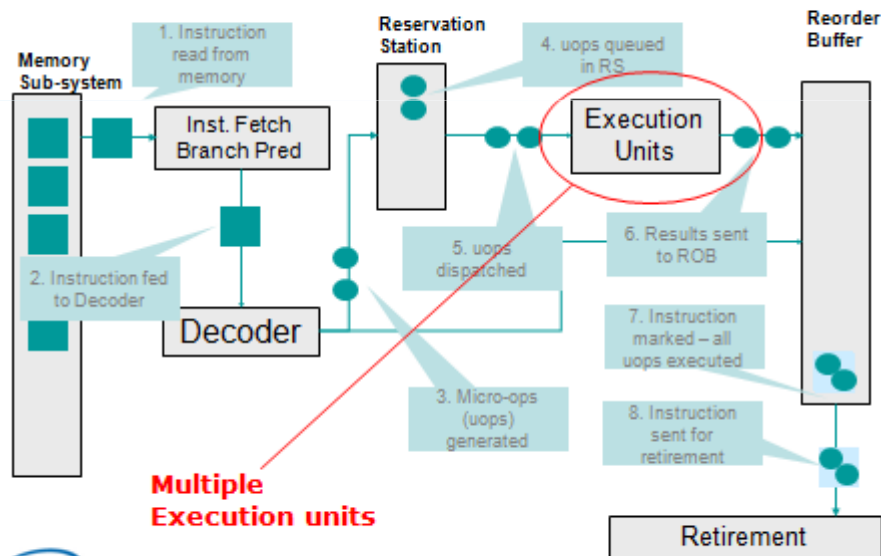 Memory
Sub-system
1. Instruction
read from
memory
Inst. Fetch
Branch Pred
2. Instruction fed
to Decoder
Decoder
3. Micro-ops
(uops)
generated
Reservation
Station
4. uops queued
in RS
5. uops
dispatched
Execution
Units
6. Results sent
to ROB
Reorder
Buffer
7. Instruction
marked – all
uops executed
8. Instruction
sent for
retirement
Retirement
Multiple
Execution units